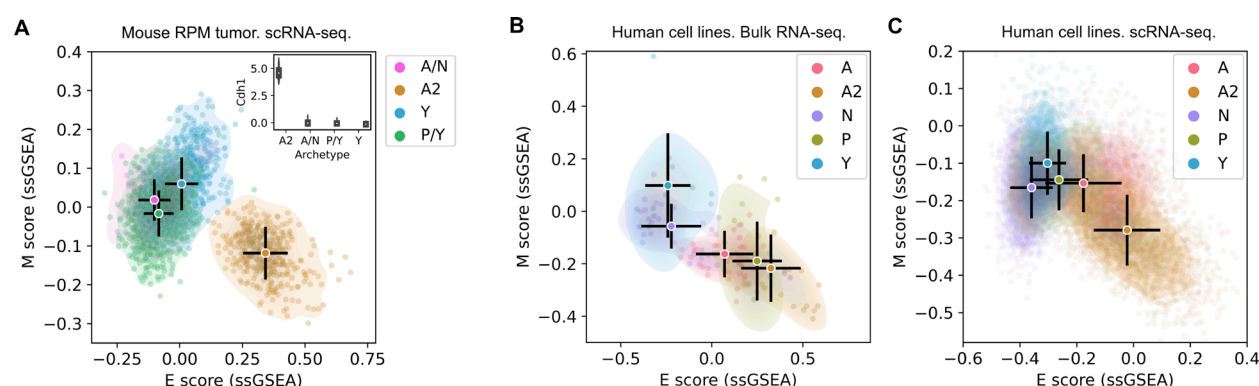 A
Mouse RPM tumor. scRNA-seq.
M score (ssGSEA)
0.4
0.3
0.2
0.1
0.0
−0.1
−0.2
−0.3
−0.25
0.00
0.25
0.50
0.75
E score (ssGSEA)
Cdh1
5.0
2.5
0.0
A2 A/N P/Y Y
Archetype
A/N
A2
Y
P/Y
B
Human cell lines. Bulk RNA-seq.
M score (ssGSEA)
0.6
0.4
0.2
0.0
−0.2
−0.4
−0.5
0.0
0.5
E score (ssGSEA)
A
A2
N
P
Y
C
Human cell lines. scRNA-seq.
M score (ssGSEA)
0.2
0.1
0.0
−0.1
−0.2
−0.3
−0.4
−0.5
−0.6
−0.4
−0.2
0.0
0.2
0.4
E score (ssGSEA)
A
A2
N
P
Y